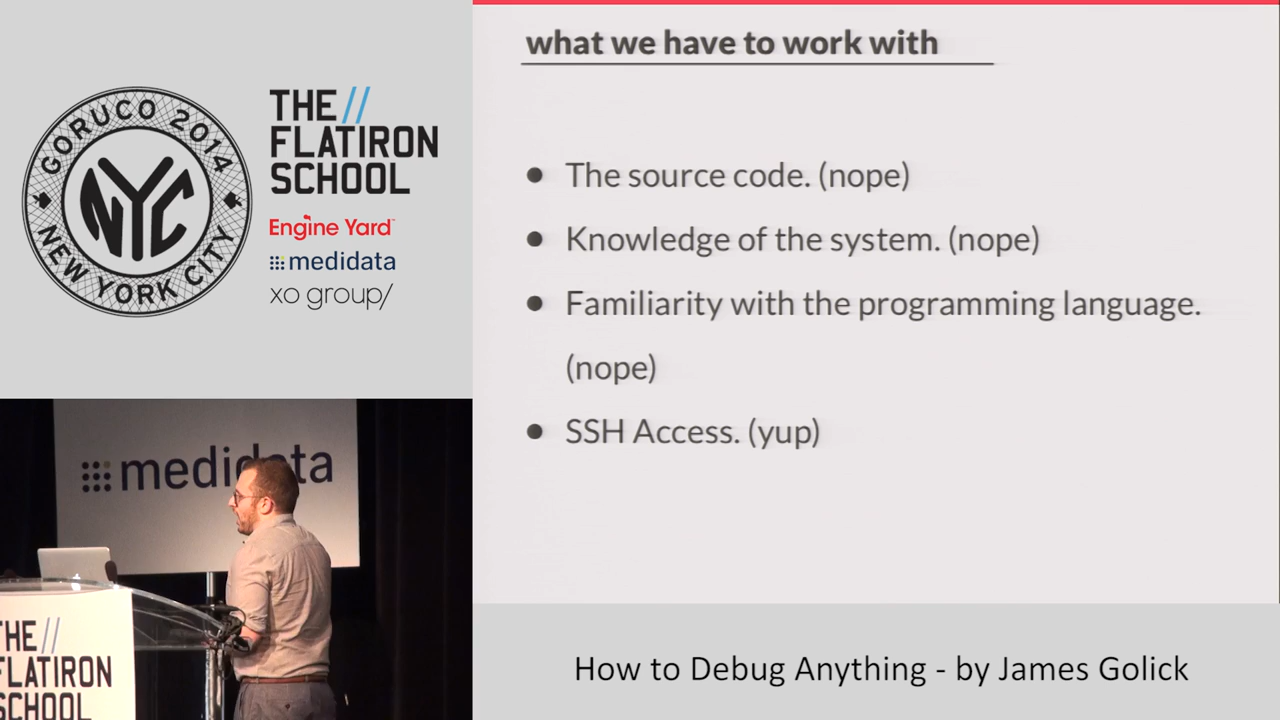 GORUCO 2014
NYC
NEW YORK CITY
THE//
FLATIRON
SCHOOL
Engine Yard
medidata
xo group/
what we have to work with
• The source code. (nope)
• Knowledge of the system. (nope)
• Familiarity with the programming language.
(nope)
• SSH Access. (yup)
medidata
THE//
FLATIRON
SCHOOL
How to Debug Anything - by James Golick